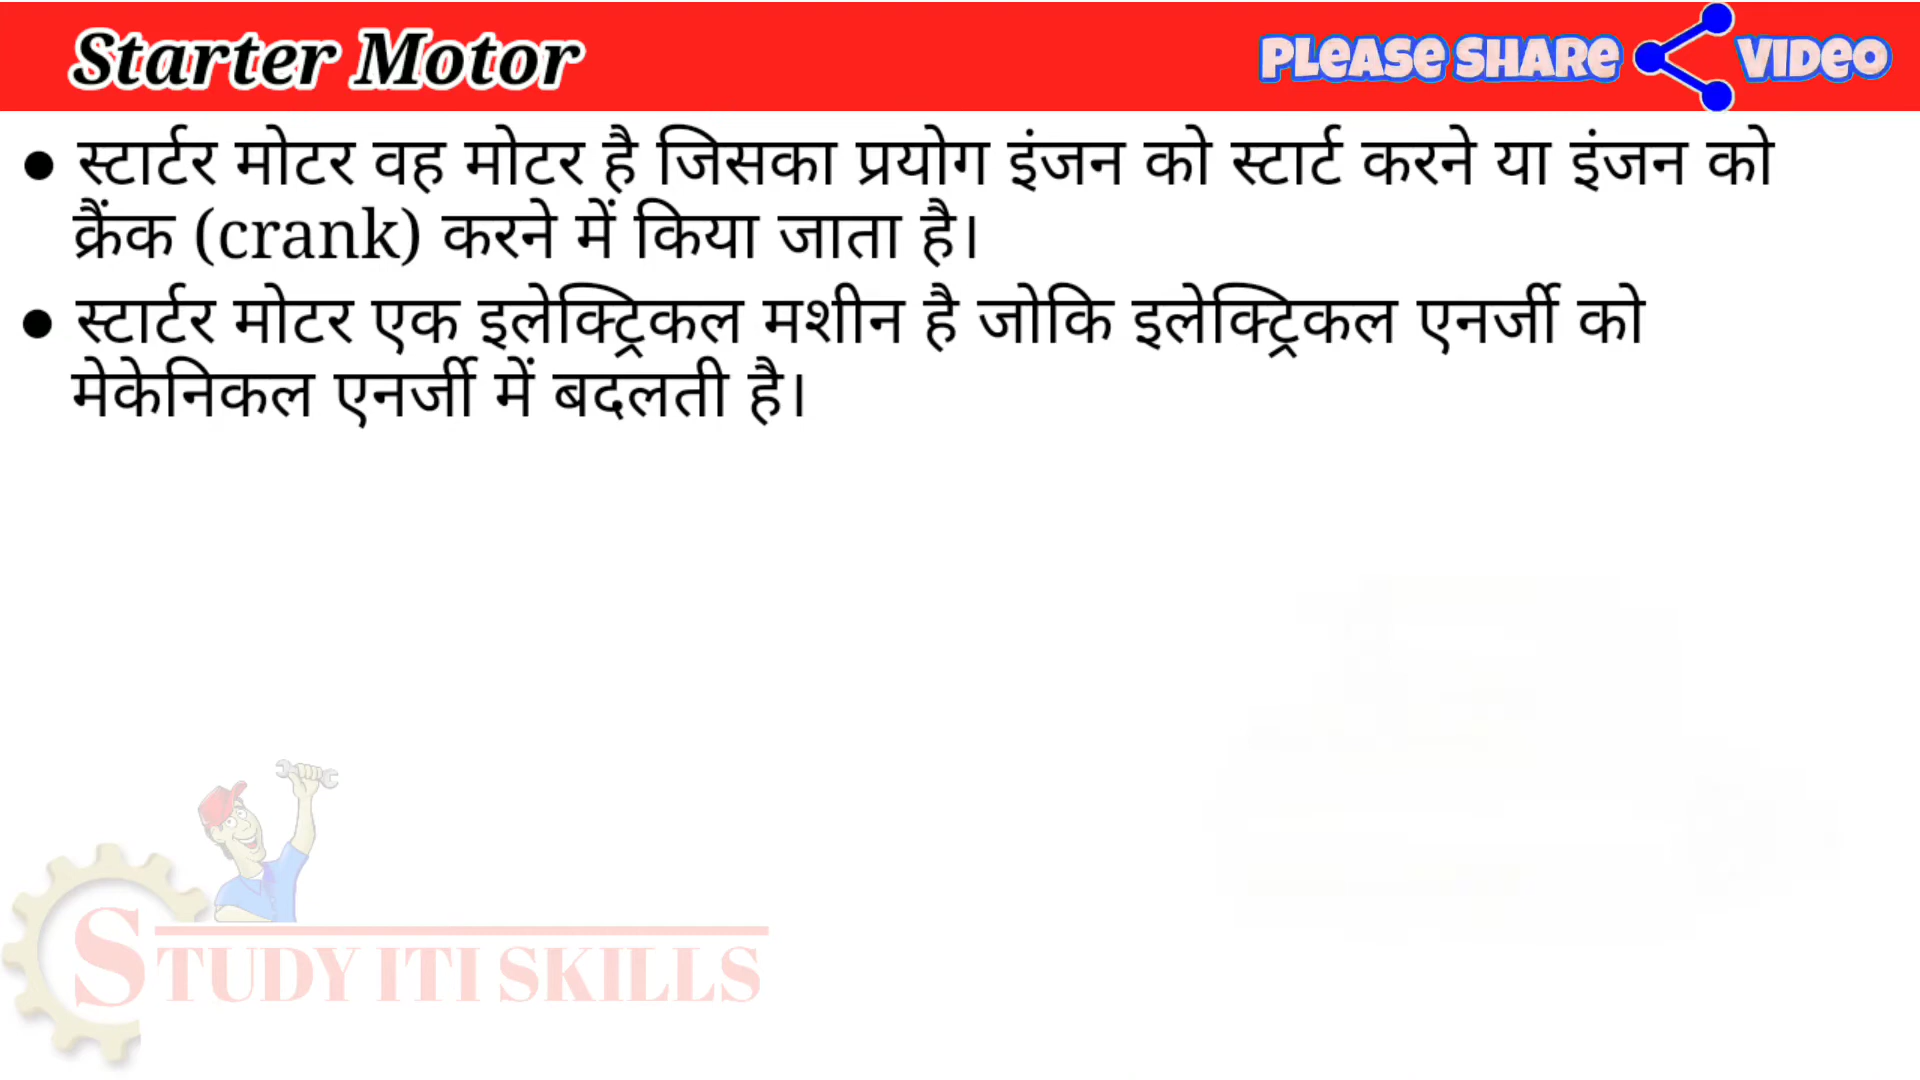 Starter Motor
PLEASE SHARE VIDEO
● स्टार्टर मोटर वह मोटर है जिसका प्रयोग इंजन को स्टार्ट करने या इंजन को
क्रैंक (crank) करने में किया जाता है।
● स्टार्टर मोटर एक इलेक्ट्रिकल मशीन है जोकि इलेक्ट्रिकल एनर्जी को
मेकेनिकल एनर्जी में बदलती है।
STUDY ITI SKILLS